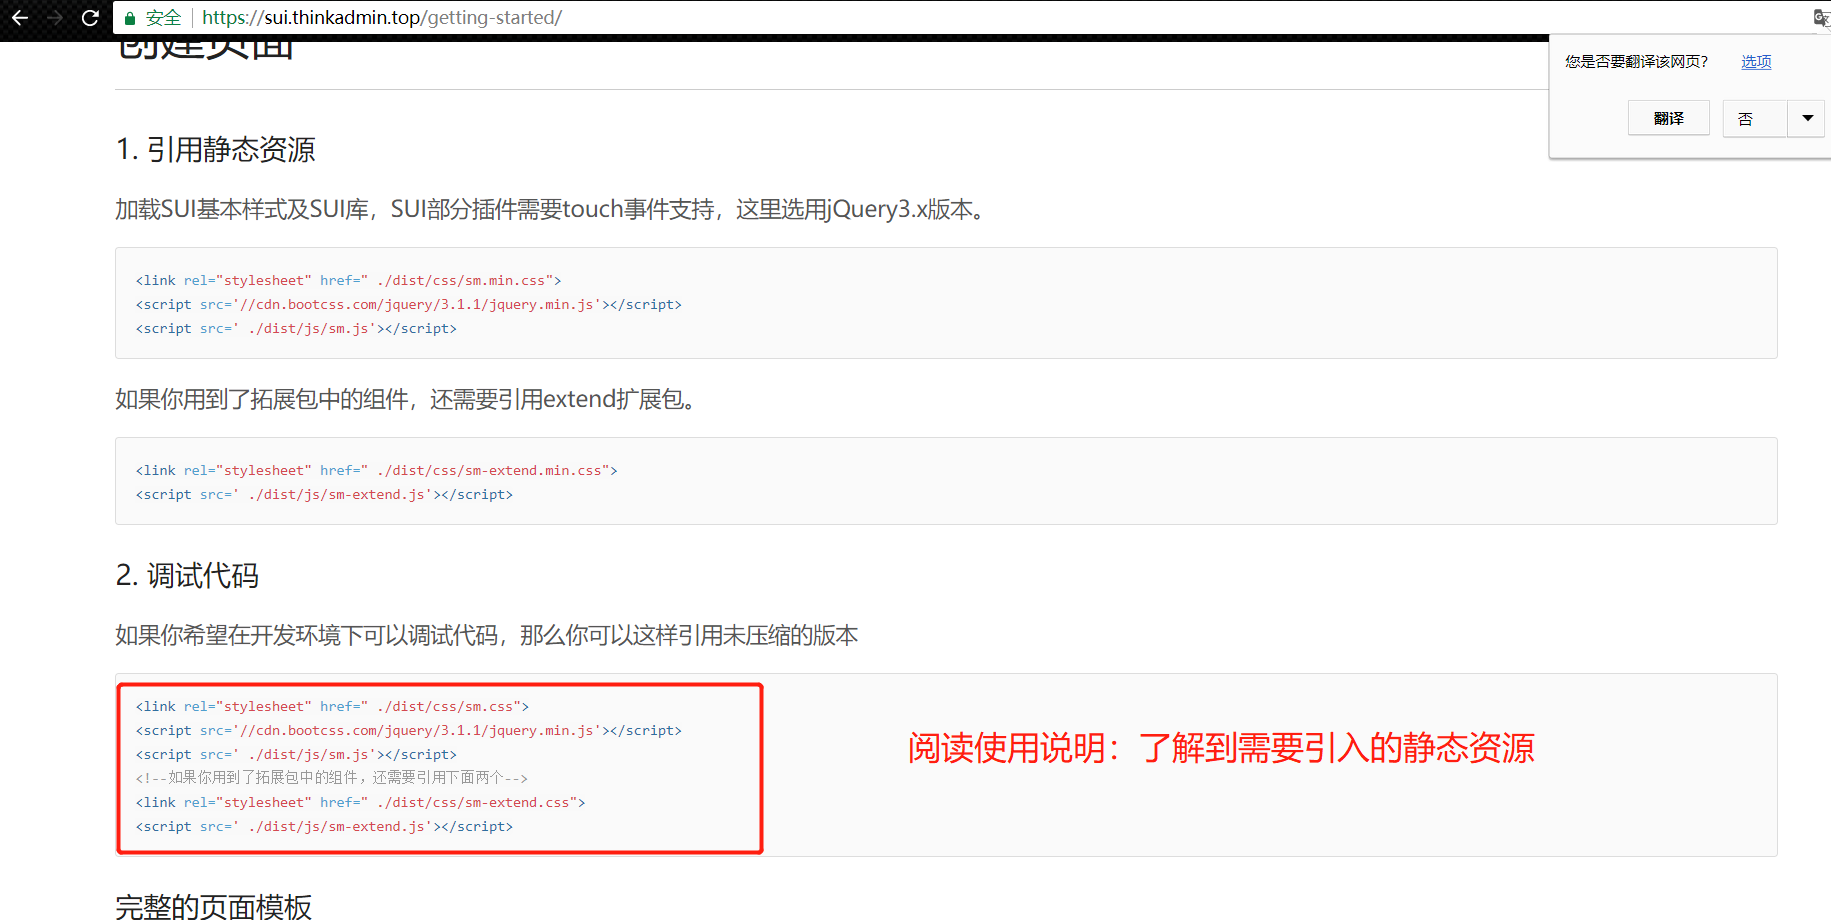 安全 https://sui.thinkadmin.top/getting-started/
创建页面
您是否要翻译该网页? 选项
翻译 否
1. 引用静态资源
加载SUI基本样式及SUI库，SUI部分插件需要touch事件支持，这里选用jQuery3.x版本。
<link rel="stylesheet" href=" ./dist/css/sm.min.css">
<script src='//cdn.bootcss.com/jquery/3.1.1/jquery.min.js'></script>
<script src=' ./dist/js/sm.js'></script>
如果你用到了拓展包中的组件，还需要引用extend扩展包。
<link rel="stylesheet" href=" ./dist/css/sm-extend.min.css">
<script src=' ./dist/js/sm-extend.js'></script>
2. 调试代码
如果你希望在开发环境下可以调试代码，那么你可以这样引用未压缩的版本
<link rel="stylesheet" href=" ./dist/css/sm.css">
<script src='//cdn.bootcss.com/jquery/3.1.1/jquery.min.js'></script>
<script src=' ./dist/js/sm.js'></script>
<!--如果你用到了拓展包中的组件，还需要引用下面两个-->
<link rel="stylesheet" href=" ./dist/css/sm-extend.css">
<script src=' ./dist/js/sm-extend.js'></script>
阅读使用说明：了解到需要引入的静态资源
完整的页面模板